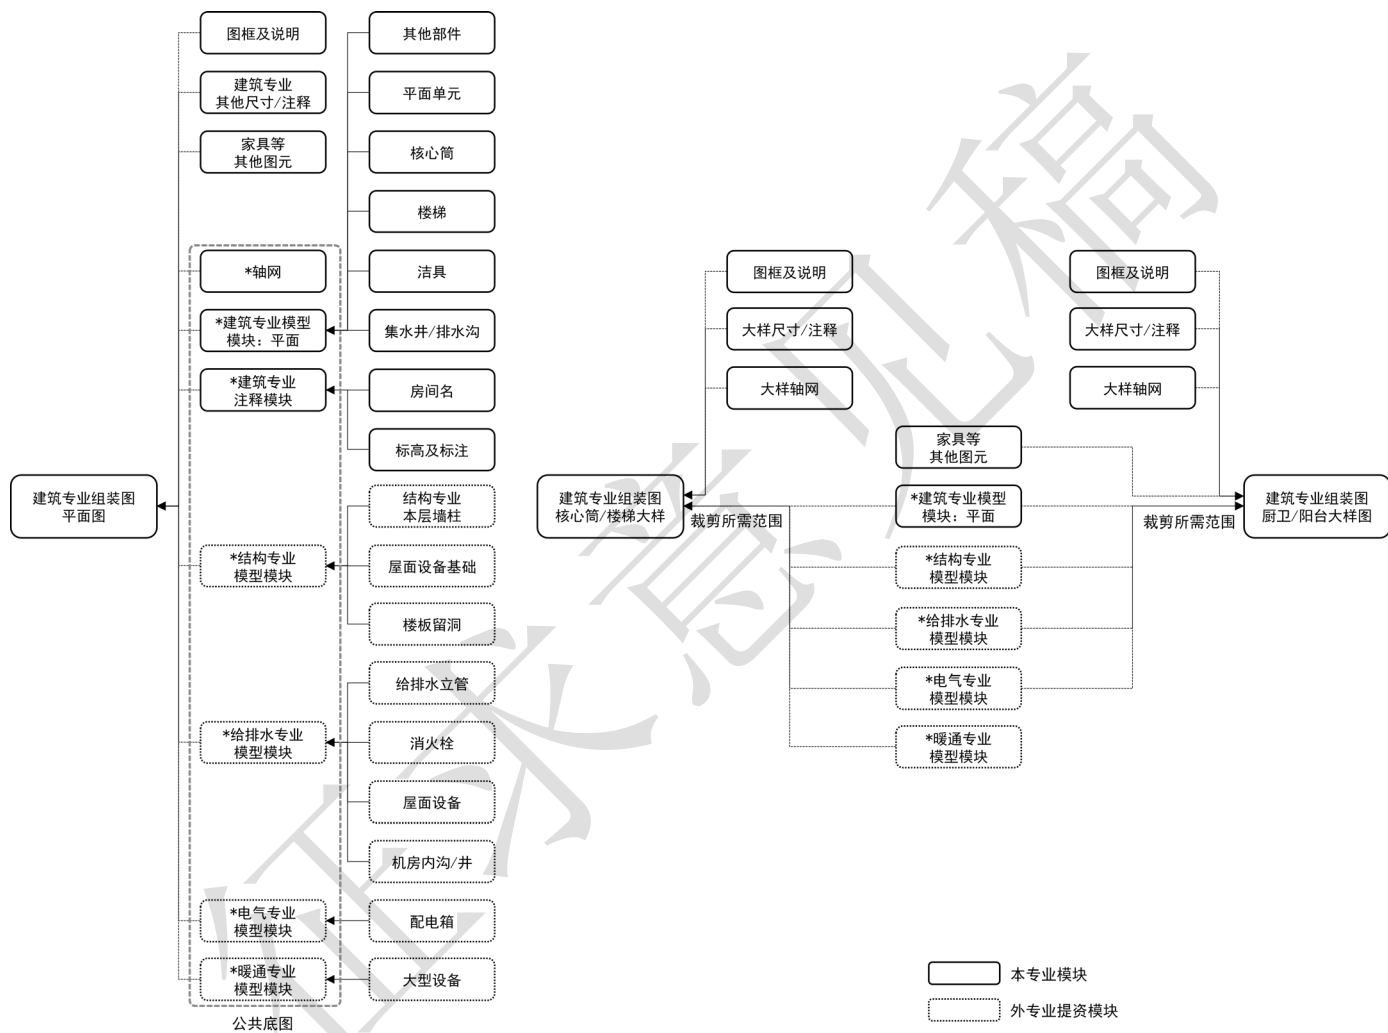 图框及说明
建筑专业
其他尺寸/注释
家具等
其他图元
*轴网
*建筑专业模型
模块：平面
*建筑专业
注释模块
建筑专业组装图
平面图
*结构专业
模型模块
*给排水专业
模型模块
*电气专业
模型模块
*暖通专业
模型模块
公共底图
其他部件
平面单元
核心筒
楼梯
洁具
集水井/排水沟
房间名
标高及标注
结构专业
本层墙柱
屋面设备基础
楼板留洞
给排水立管
消火栓
屋面设备
机房内沟/井
配电箱
大型设备
图框及说明
大样尺寸/注释
大样轴网
建筑专业组装图
核心筒/楼梯大样
裁剪所需范围
家具等
其他图元
*建筑专业模型
模块：平面
*结构专业
模型模块
*给排水专业
模型模块
*电气专业
模型模块
*暖通专业
模型模块
图框及说明
大样尺寸/注释
大样轴网
裁剪所需范围
建筑专业组装图
厨卫/阳台大样图
本专业模块
外专业提资模块
征求意见稿